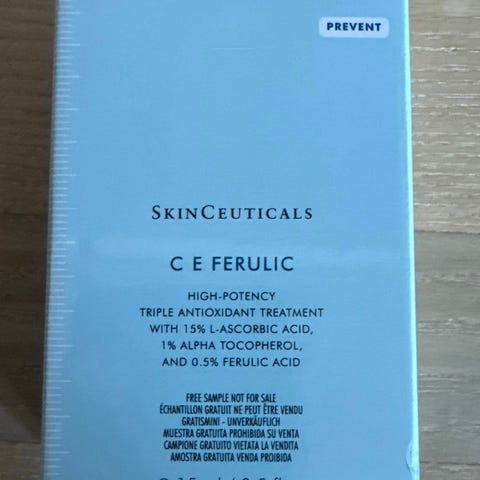 PREVENT
SKINCEUTICALS
C E FERULIC
HIGH-POTENCY
TRIPLE ANTIOXIDANT TREATMENT
WITH 15% L-ASCORBIC ACID,
1% ALPHA TOCOPHEROL,
AND 0.5% FERULIC ACID
FREE SAMPLE NOT FOR SALE
ÉCHANTILLON GRATUIT NE PEUT ÊTRE VENDU
GRATISMINI - UNVERKÄUFLICH
MUESTRA GRATUITA PROHIBIDA SU VENTA
CAMPIONE GRATUITO VIETATA LA VENDITA
AMOSTRA GRATUITA VENDA PROIBIDA